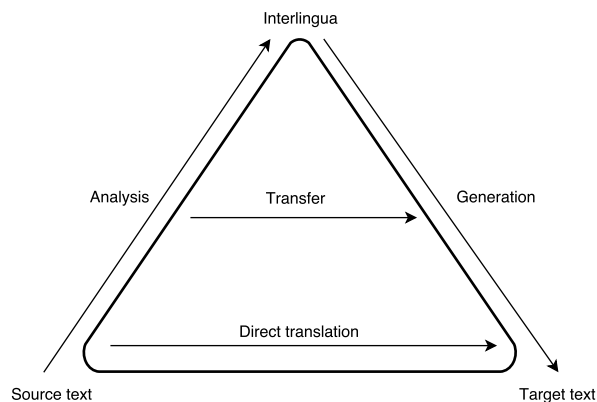 Interlingua
Analysis
Transfer
Generation
Direct translation
Source text
Target text